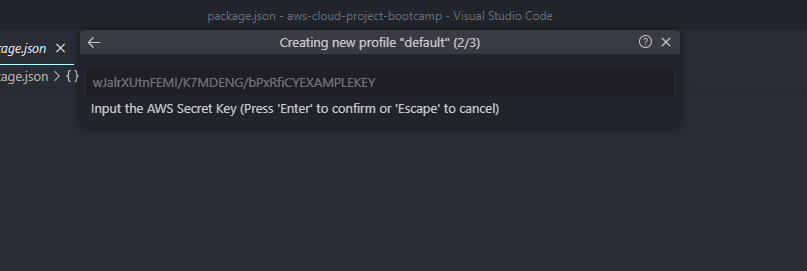 package.json - aws-cloud-project-bootcamp - Visual Studio Code
kage.json
Creating new profile "default" (2/3)
kage.json > {}
wJalrXUtnFEMI/K7MDENG/bPxRfiCYEXAMPLEKEY
Input the AWS Secret Key (Press 'Enter' to confirm or 'Escape' to cancel)